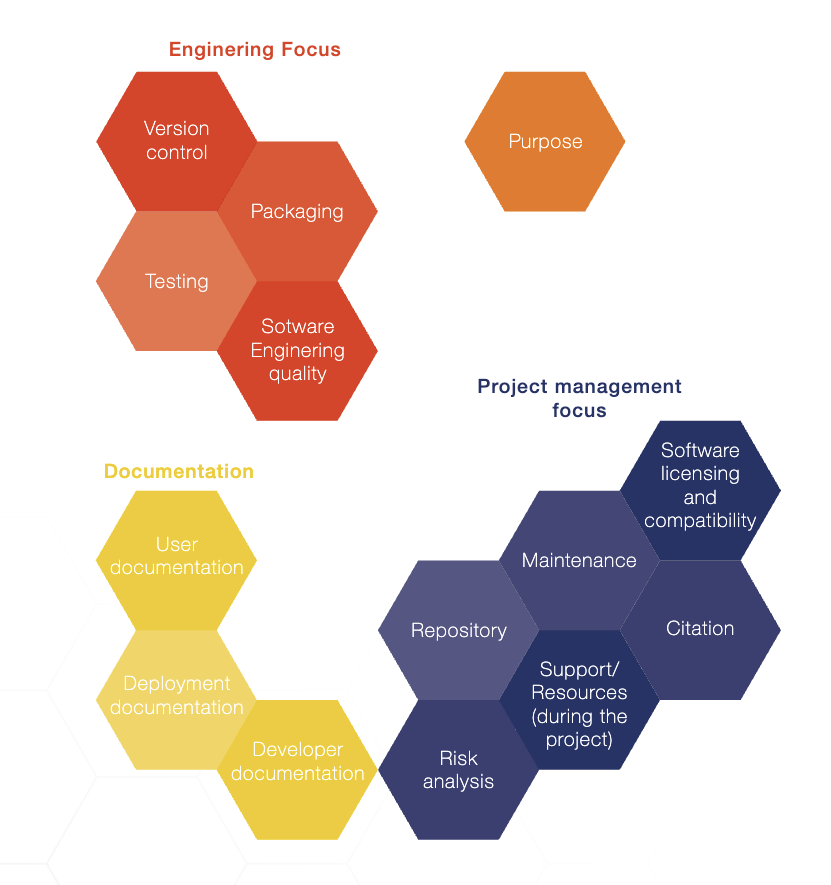 Enginering Focus
Version
control
Packaging
Testing
Sotware
Enginering
quality
Purpose
Project management
focus
Software
licensing
and
compatibility
Maintenance
Citation
Repository
Support/
Resources
(during the
project)
Risk
analysis
Documentation
User
documentation
Deployment
documentation
Developer
documentation